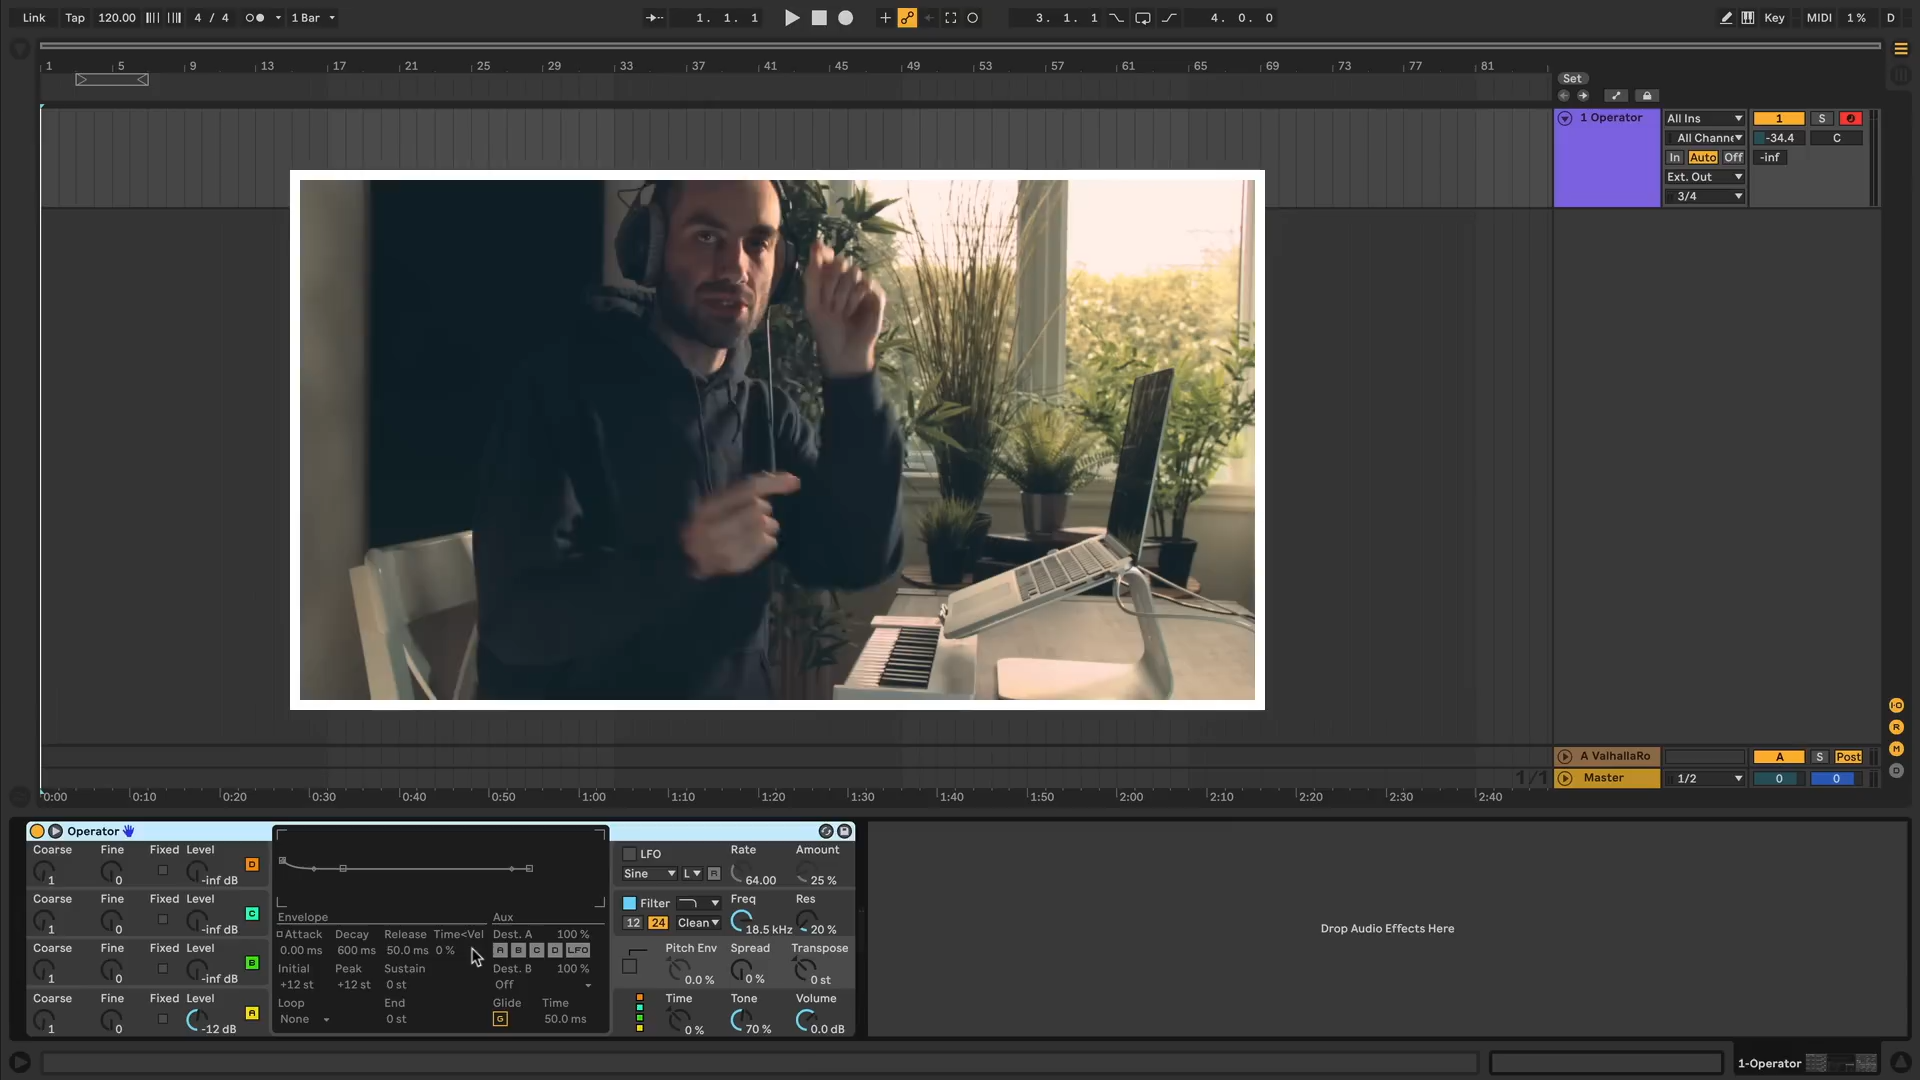 Link Tap 120.00 4 / 4 1 Bar 1. 1. 1 3. 1. 1 4. 0. 0 Key MIDI 1 % D
1 5 9 13 17 21 25 29 33 37 41 45 49 53 57 61 65 69 73 77 81
Set
1 Operator All Ins 1 S
All Channe -34.4 C
In Auto Off -inf
Ext. Out
3/4
A ValhallaRo A S Post
1/1 Master 1/2 0 0
0:00 0:10 0:20 0:30 0:40 0:50 1:00 1:10 1:20 1:30 1:40 1:50 2:00 2:10 2:20 2:30 2:40
I·O
R
M
D
Operator
Coarse Fine Fixed Level D
1 0 -inf dB
Coarse Fine Fixed Level C
1 0 -inf dB
Coarse Fine Fixed Level B
1 0 -inf dB
Coarse Fine Fixed Level A
1 0 -12 dB
Envelope Aux
Attack Decay Release Time<Vel Dest. A 100 %
0.00 ms 600 ms 50.0 ms 0 % A B C D LFO
Initial Peak Sustain Dest. B 100 %
+12 st +12 st 0 st Off
Loop End Glide Time
None 0 st G 50.0 ms
LFO Rate Amount
Sine L R 64.00 25 %
Filter Freq Res
12 24 Clean 18.5 kHz 20 %
Pitch Env Spread Transpose
0.0 % 0 % 0 st
Time Tone Volume
0 % 70 % 0.0 dB
Drop Audio Effects Here
1-Operator